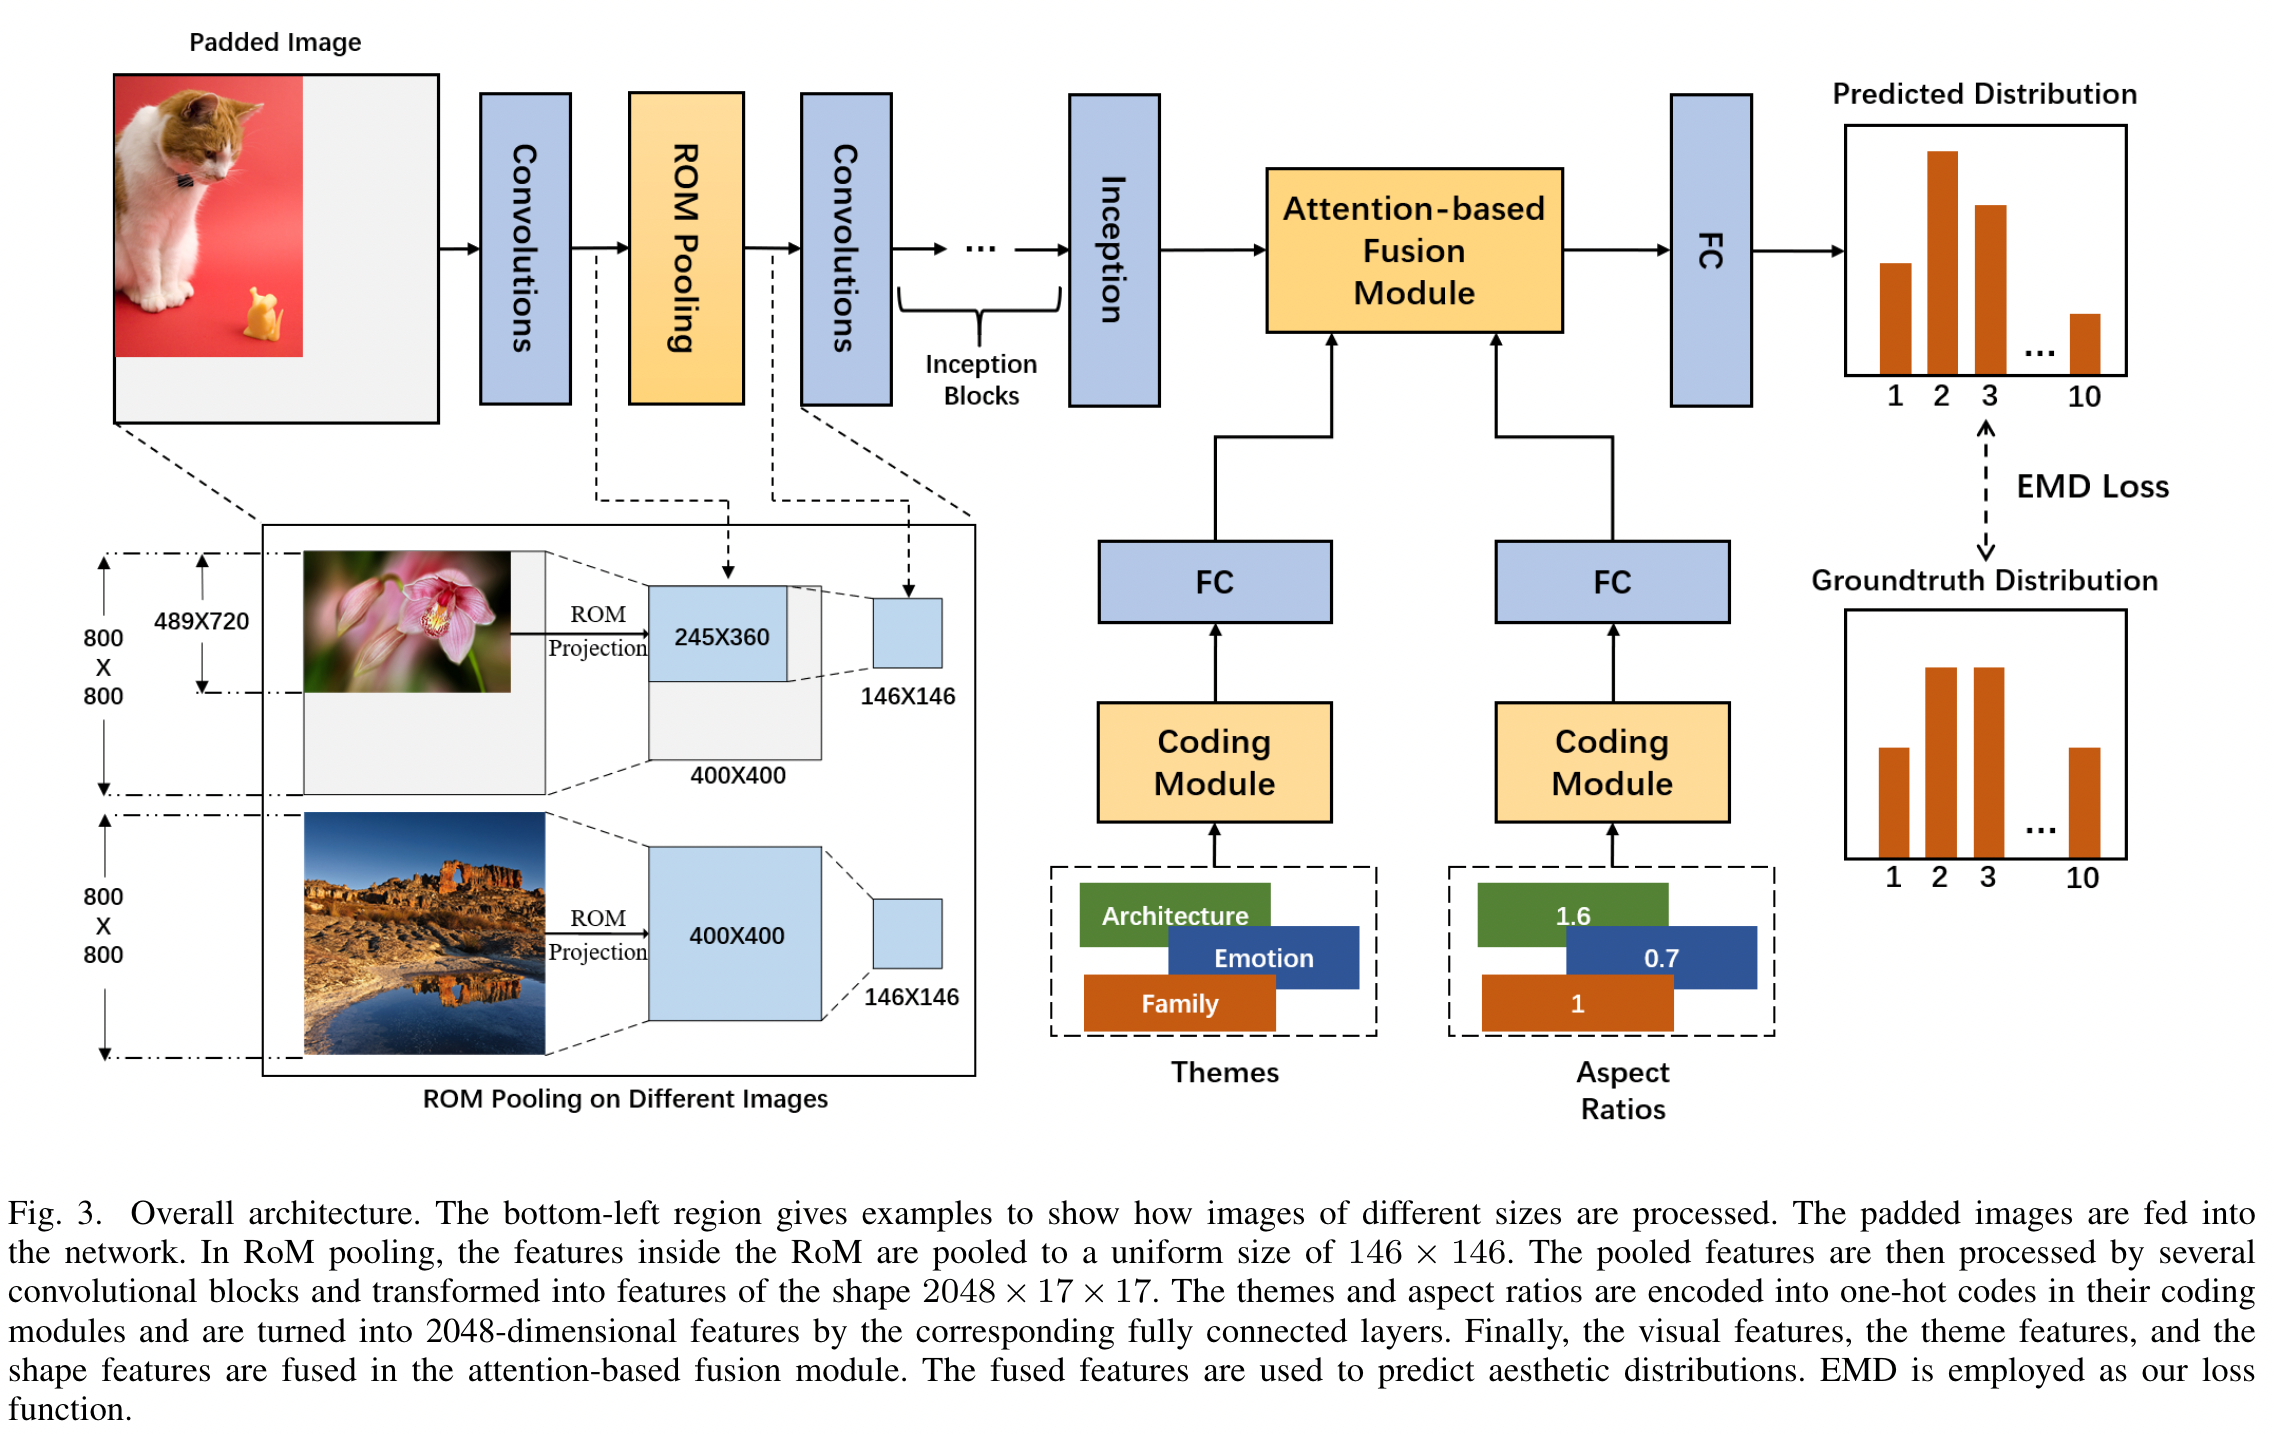 Padded Image
Convolutions
ROM Pooling
Convolutions
...
Inception
Blocks
Inception
Attention-based
Fusion
Module
FC
Predicted Distribution
...
1 2 3 10
EMD Loss
Groundtruth Distribution
...
1 2 3 10
800
X
800
489X720
ROM
Projection
245X360
146X146
400X400
800
X
800
ROM
Projection
400X400
146X146
ROM Pooling on Different Images
FC
Coding
Module
Architecture
Emotion
Family
Themes
FC
Coding
Module
1.6
0.7
1
Aspect
Ratios
Fig. 3. Overall architecture. The bottom-left region gives examples to show how images of different sizes are processed. The padded images are fed into
the network. In RoM pooling, the features inside the RoM are pooled to a uniform size of 146 × 146. The pooled features are then processed by several
convolutional blocks and transformed into features of the shape 2048 × 17 × 17. The themes and aspect ratios are encoded into one-hot codes in their coding
modules and are turned into 2048-dimensional features by the corresponding fully connected layers. Finally, the visual features, the theme features, and the
shape features are fused in the attention-based fusion module. The fused features are used to predict aesthetic distributions. EMD is employed as our loss
function.